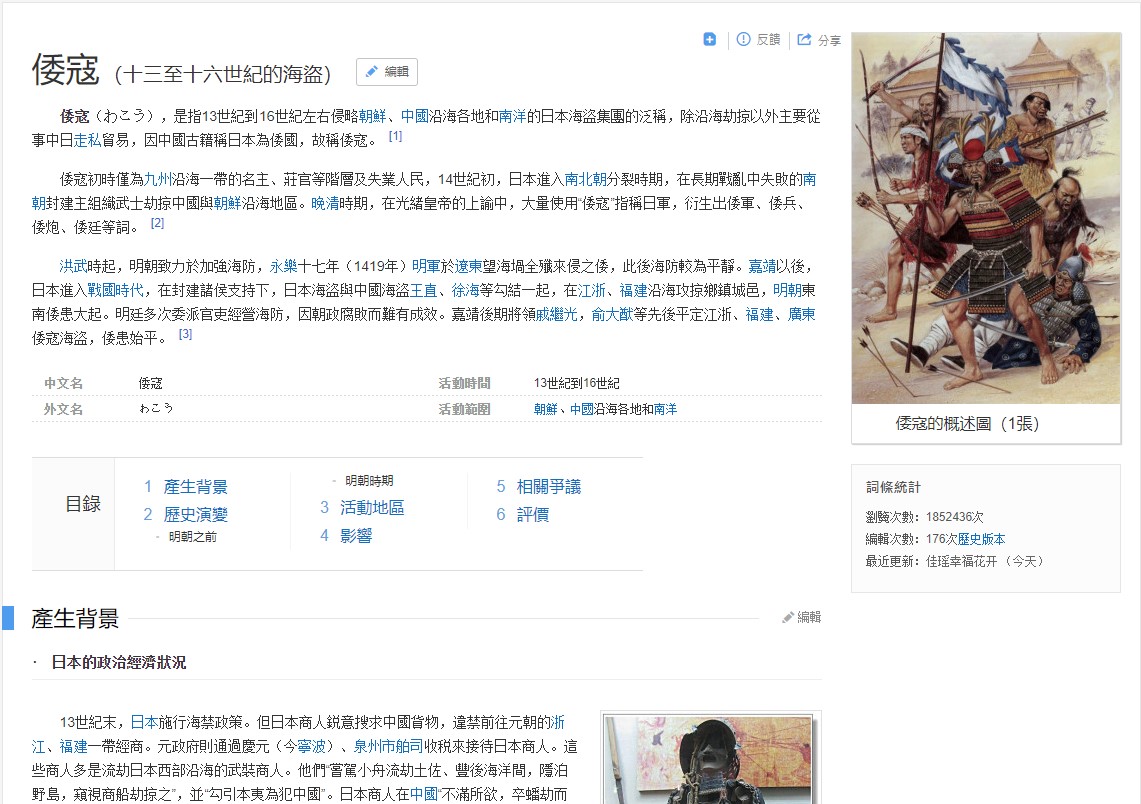 反饋
分享
倭寇（十三至十六世紀的海盜）
編輯
倭寇（わこう），是指13世紀到16世紀左右侵略朝鮮、中國沿海各地和南洋的日本海盜集團的泛稱，除沿海劫掠以外主要從
事中日走私貿易，因中國古籍稱日本為倭國，故稱倭寇。 [1]
倭寇初時僅為九州沿海一帶的名主、莊官等階層及失業人民，14世紀初，日本進入南北朝分裂時期，在長期戰亂中失敗的南
朝封建主組織武士劫掠中國與朝鮮沿海地區。晚清時期，在光緒皇帝的上諭中，大量使用“倭寇”指稱日軍，衍生出倭軍、倭兵、
倭炮、倭廷等詞。 [2]
洪武時起，明朝致力於加強海防，永樂十七年（1419年）明軍於遼東望海堝全殲來侵之倭，此後海防較為平靜。嘉靖以後，
日本進入戰國時代，在封建諸侯支持下，日本海盜與中國海盜王直、徐海等勾結一起，在江浙、福建沿海攻掠鄉鎮城邑，明朝東
南倭患大起。明廷多次委派官吏經營海防，因朝政腐敗而難有成效。嘉靖後期將領戚繼光，俞大猷等先後平定江浙、福建、廣東
倭寇海盜，倭患始平。 [3]
中文名 倭寇 活動時間 13世紀到16世紀
外文名 わこう 活動範圍 朝鮮、中國沿海各地和南洋
目錄
1 產生背景
2 歷史演變
- 明朝之前
- 明朝時期
3 活動地區
4 影響
5 相關爭議
6 評價
倭寇的概述圖（1張）
詞條統計
瀏覽次數：1852436次
編輯次數：176次歷史版本
最近更新：佳瑶幸福花开 （今天）
產生背景
編輯
· 日本的政治經濟狀況
13世紀末，日本施行海禁政策。但日本商人銳意搜求中國貨物，違禁前往元朝的浙
江、福建一帶經商。元政府則通過慶元（今寧波）、泉州市舶司收稅來接待日本商人。這
些商人多是流劫日本西部沿海的武裝商人。他們“嘗駕小舟流劫土佐、豐後海洋間，隱泊
野島，窺視商船劫掠之”，並“勾引本夷為犯中國”。日本商人在中國“不滿所欲，卒蟠劫而